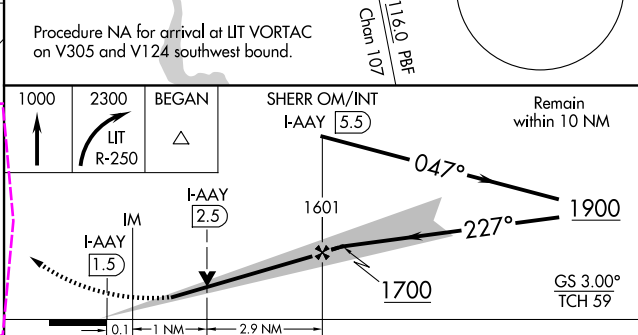 Procedure NA for arrival at LIT VORTAC
on V305 and V124 southwest bound.
116.0 PBF
Chan 107
1000
2300
LIT
R-250
BEGAN
SHERR OM/INT
I-AAY 5.5
Remain
within 10 NM
047°
I-AAY
2.5
1601
1900
227°
IM
I-AAY
1.5
1700
GS 3.00°
TCH 59
0.1
1 NM
2.9 NM